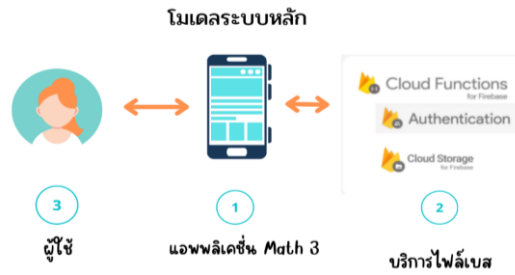 โมเดลระบบหลัก
Cloud Functions
for Firebase
Authentication
Cloud Storage
for Firebase
3
1
2
ผู้ใช้
แอพพลิเคชั่น Math 3
บริการไฟล์เบส